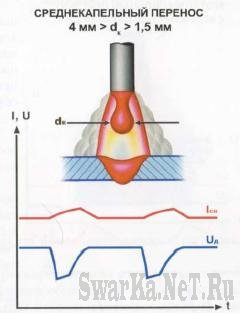 СРЕДНЕКАПЕЛЬНЫЙ ПЕРЕНОС
4 мм > dк > 1,5 мм
dк
I, U
Iсв
Uд
SwarKa.NeT.Ru
t